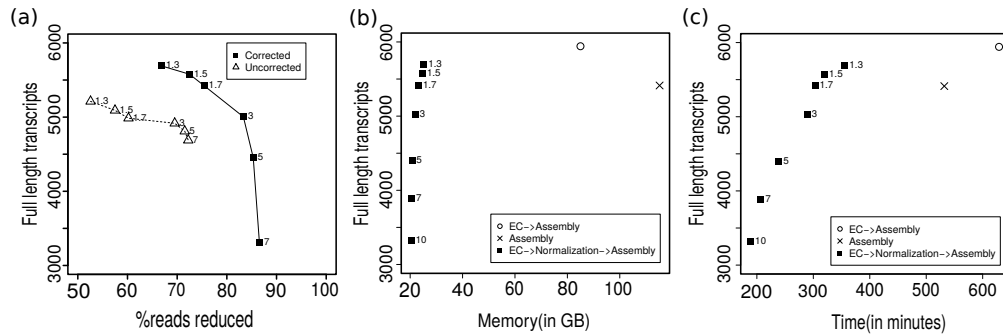 (a)
Full length transcripts
6000
5000
4000
3000
50 60 70 80 90 100
%reads reduced
Corrected
Uncorrected
1.3
1.5
1.7
3
5
7
1.3
1.5
1.7
3
5
7
(b)
Full length transcripts
6000
5000
4000
3000
20 40 60 80 100
Memory(in GB)
1.3
1.5
1.7
3
5
7
10
EC->Assembly
Assembly
EC->Normalization->Assembly
(c)
Full length transcripts
6000
5000
4000
3000
200 300 400 500 600
Time(in minutes)
1.3
1.5
1.7
3
5
7
10
EC->Assembly
Assembly
EC->Normalization->Assembly